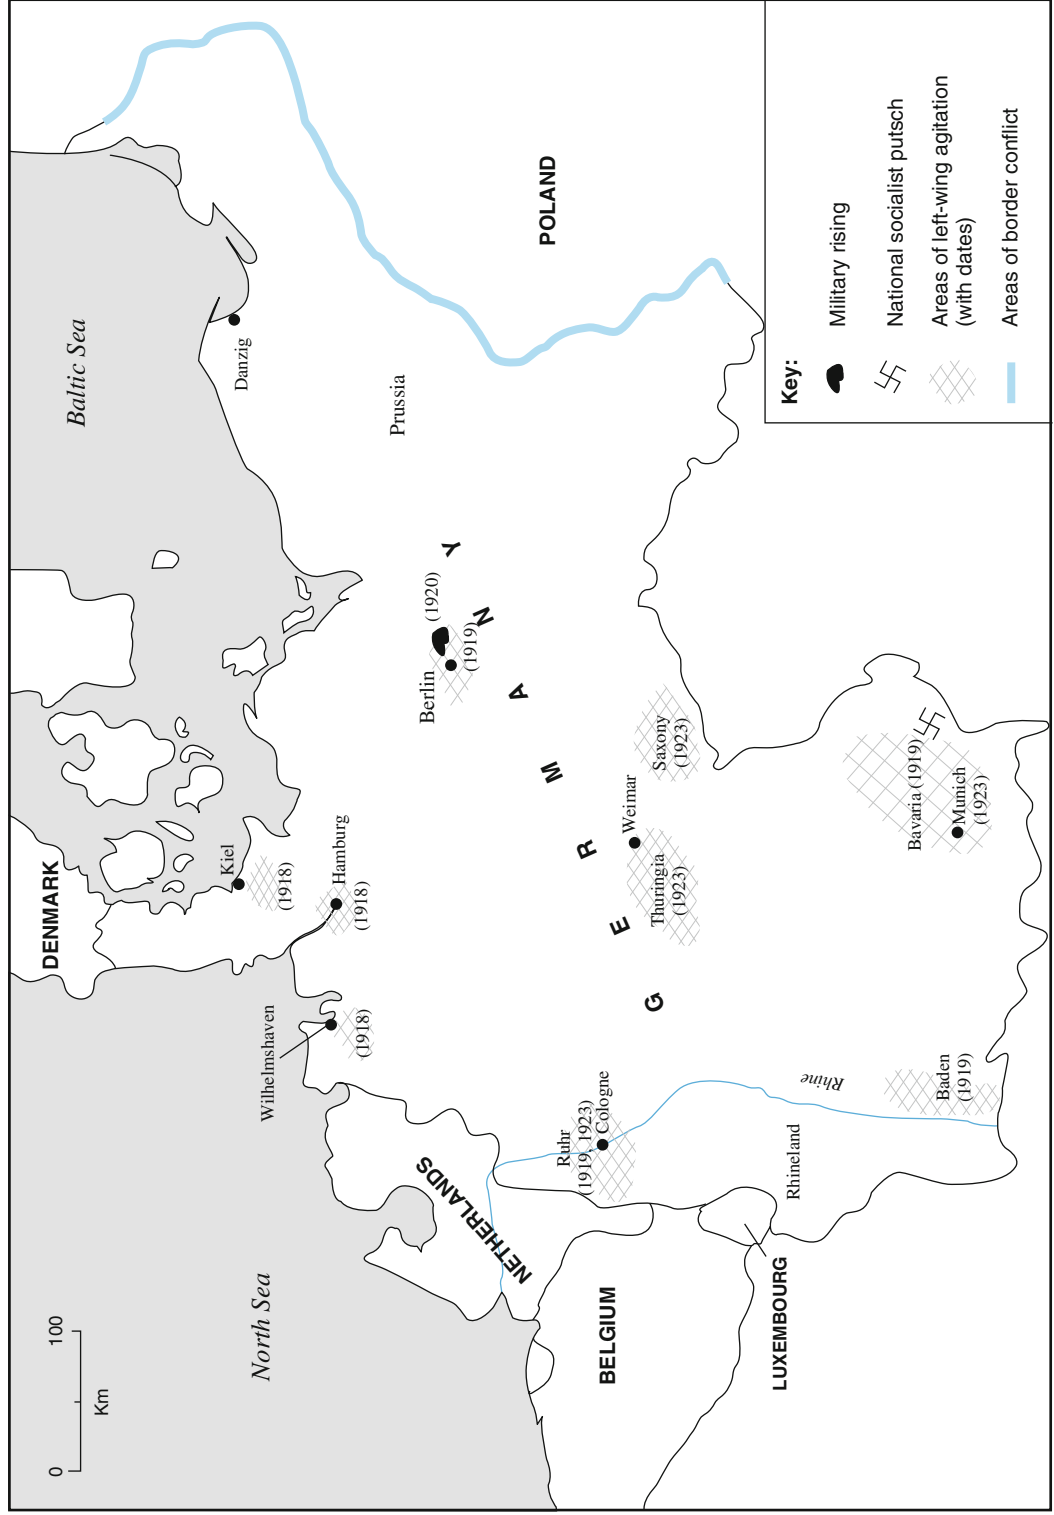 0 100
Km
North Sea
Baltic Sea
DENMARK
Kiel
(1918)
Hamburg
(1918)
Wilhelmshaven
(1918)
Danzig
Prussia
POLAND
NETHERLANDS
BELGIUM
LUXEMBOURG
GERMANY
Berlin
(1920)
(1919)
Ruhr
(1919, 1923)
Cologne
Rhine
Rhineland
Weimar
Thuringia
(1923)
Saxony
(1923)
Baden
(1919)
Bavaria (1919)
Munich
(1923)
Key:
Military rising
National socialist putsch
Areas of left-wing agitation
(with dates)
Areas of border conflict